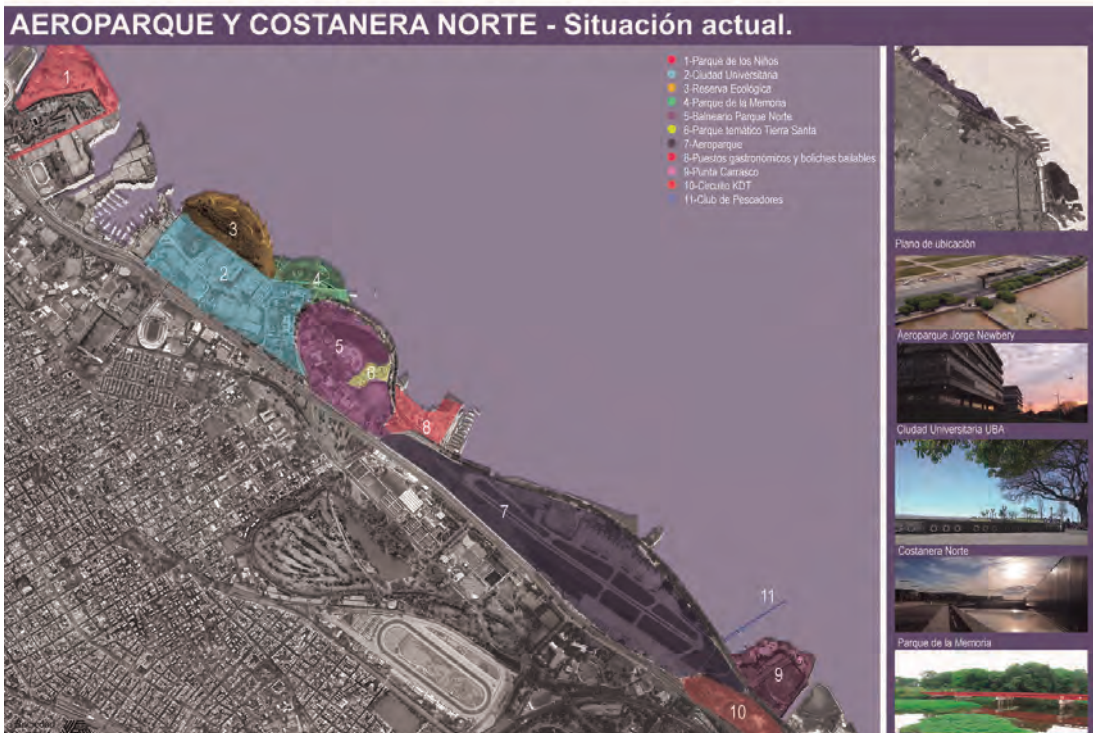 AEROPARQUE Y COSTANERA NORTE - Situación actual.
1-Parque de los Niños
2-Ciudad Universitaria
3-Reserva Ecológica
4-Parque de la Memoria
5-Balneario Parque Norte
6-Parque temático Tierra Santa
7-Aeroparque
8-Puestos gastronómicos y boliches bailables
9-Punta Carrasco
10-Circuito KDT
11-Club de Pescadores
1
3
2
4
5
6
8
7
11
9
10
Plano de ubicación
Aeroparque Jorge Newbery
Ciudad Universitaria UBA
Costanera Norte
Parque de la Memoria
Sociedad